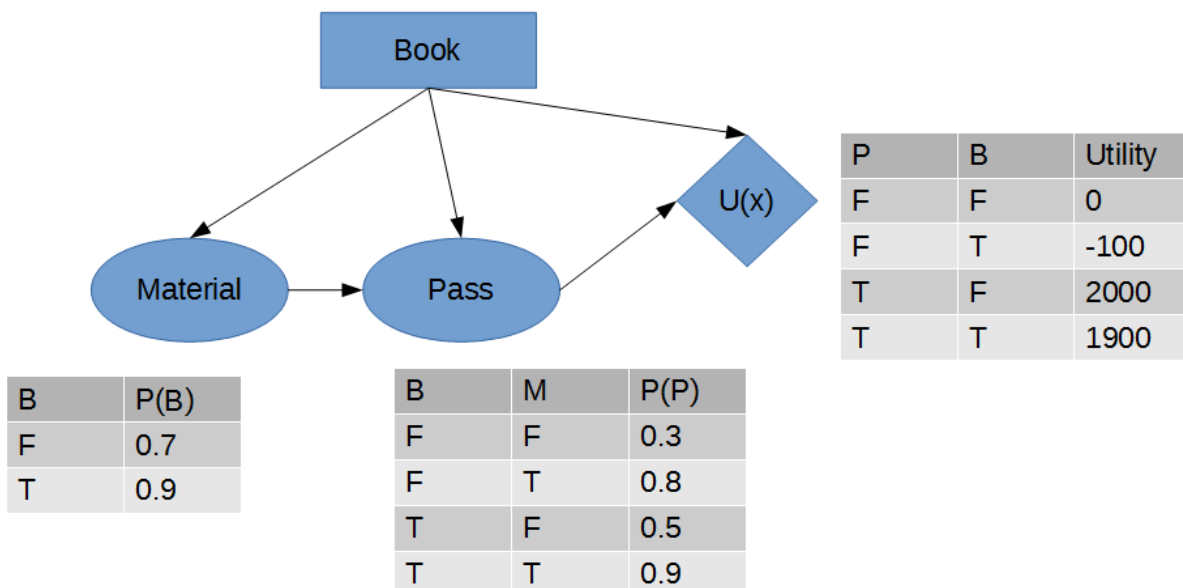 Book
U(x)
Material
Pass
P B Utility
F F 0
F T -100
T F 2000
T T 1900
B P(B)
F 0.7
T 0.9
B M P(P)
F F 0.3
F T 0.8
T F 0.5
T T 0.9